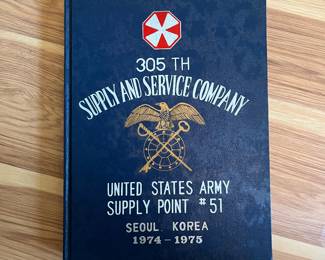 305 TH
SUPPLY AND SERVICE COMPANY
UNITED STATES ARMY
SUPPLY POINT #51
SEOUL KOREA
1974-1975